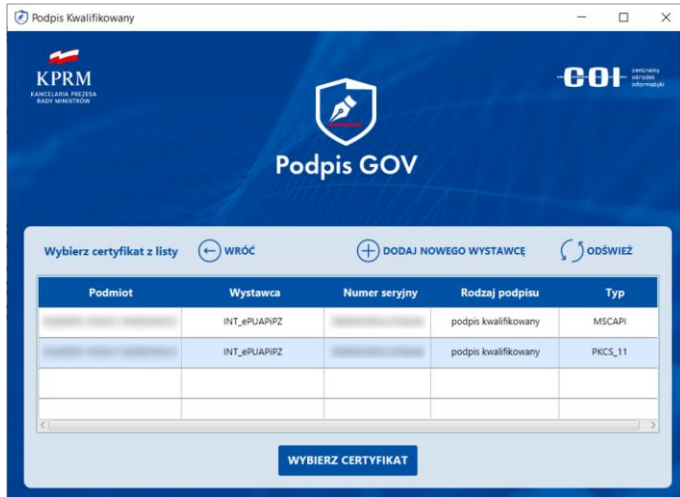 Podpis Kwalifikowany
KPRM
KANCELARIA PREZESA
RADY MINISTRÓW
COI
centralny
ośrodek
informatyki
Podpis GOV
Wybierz certyfikat z listy
WRÓĆ
DODAJ NOWEGO WYSTAWCĘ
ODŚWIEŻ
Podmiot Wystawca Numer seryjny Rodzaj podpisu Typ
INT_ePUAPiPZ podpis kwalifikowany MSCAPI
INT_ePUAPiPZ podpis kwalifikowany PKCS_11
WYBIERZ CERTYFIKAT